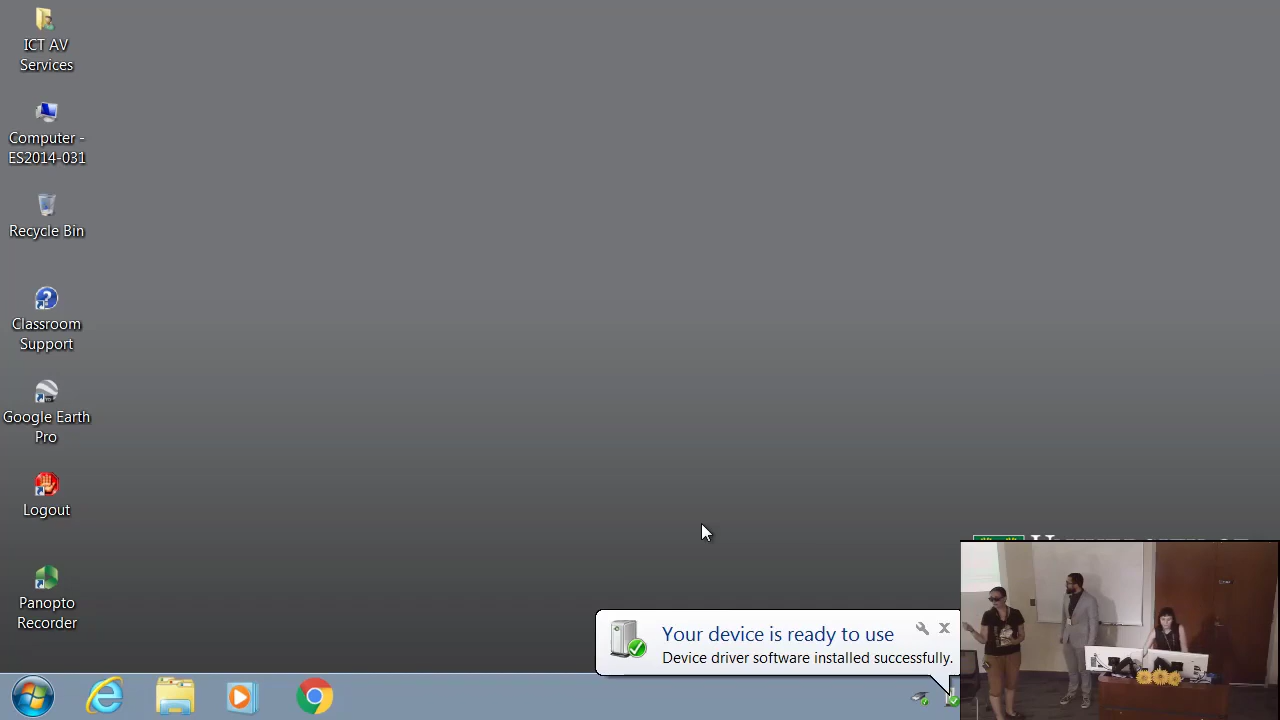 ICT AV
Services
Computer -
ES2014-031
Recycle Bin
Classroom
Support
Google Earth
Pro
Logout
Panopto
Recorder
Your device is ready to use
Device driver software installed successfully.